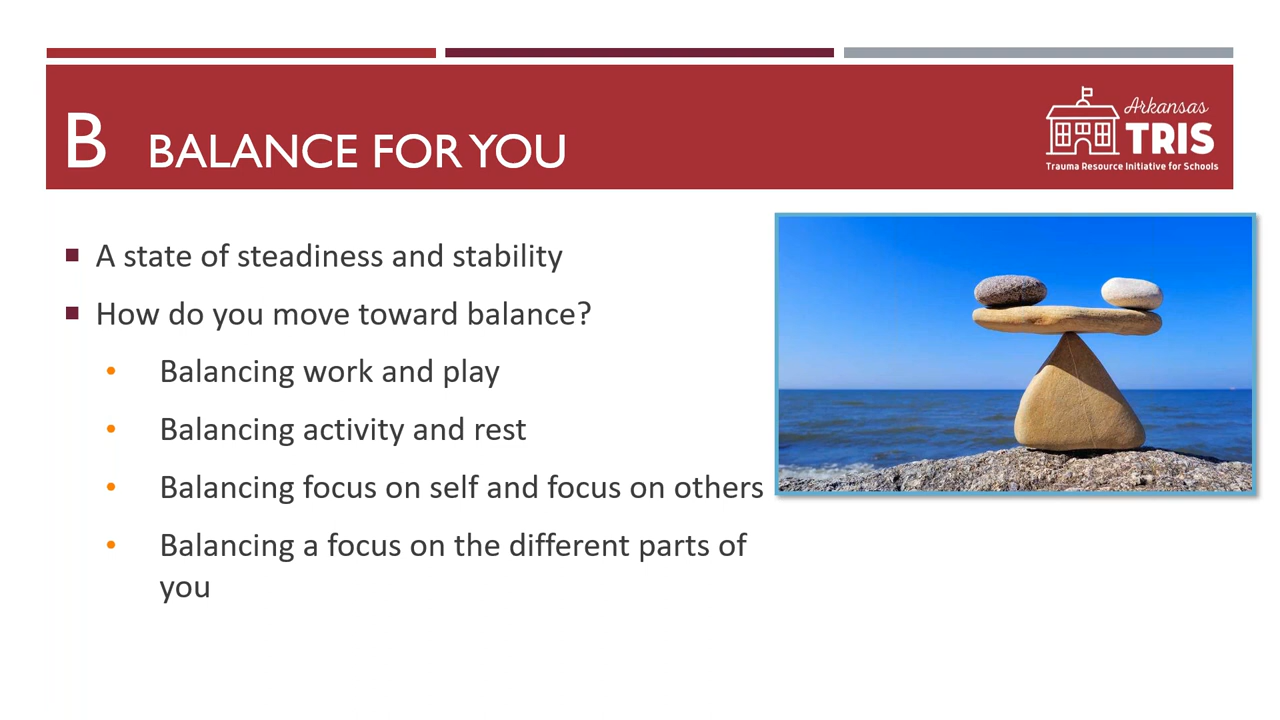 B BALANCE FOR YOU
Arkansas
TRIS
Trauma Resource Initiative for Schools
A state of steadiness and stability
How do you move toward balance?
Balancing work and play
Balancing activity and rest
Balancing focus on self and focus on others
Balancing a focus on the different parts of
you